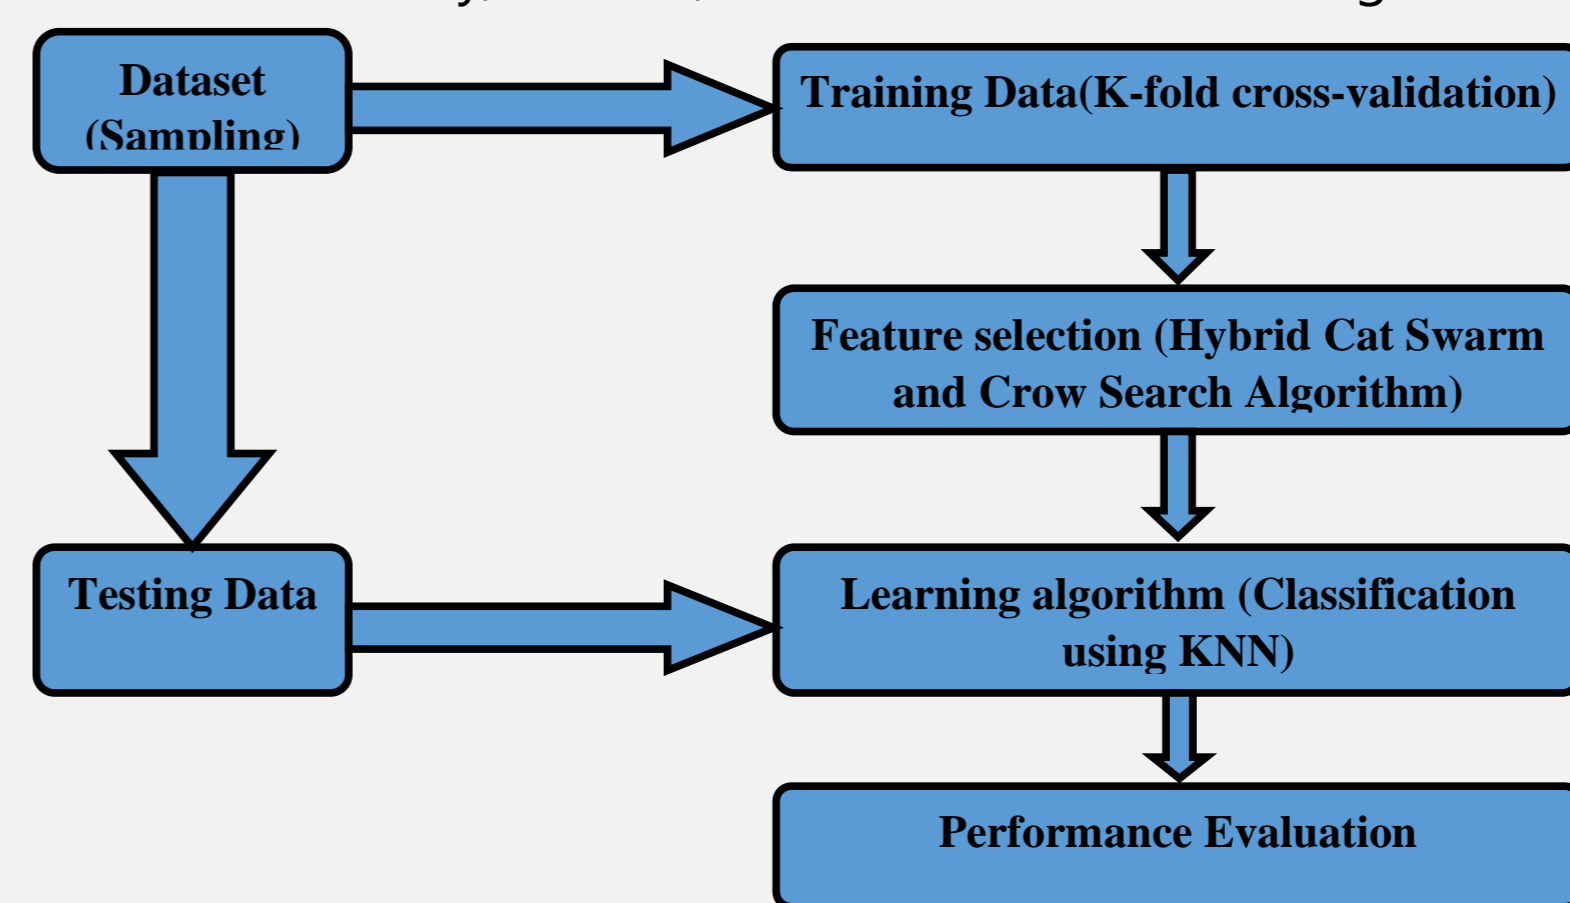 Dataset
(Sampling)
Training Data(K-fold cross-validation)
Feature selection (Hybrid Cat Swarm
and Crow Search Algorithm)
Testing Data
Learning algorithm (Classification
using KNN)
Performance Evaluation